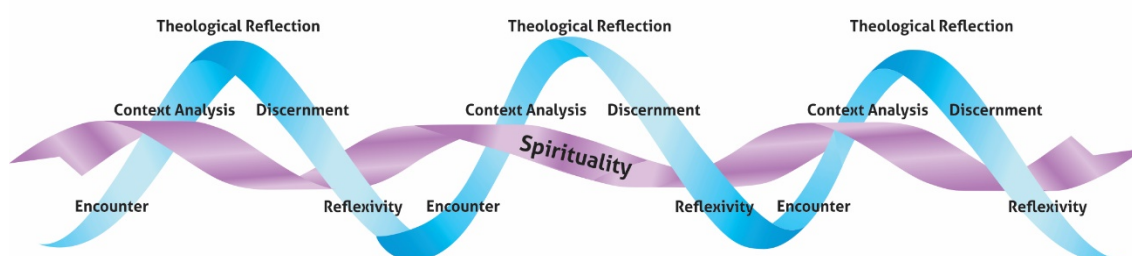 Theological Reflection Theological Reflection Theological Reflection
Context Analysis Discernment Context Analysis Discernment Context Analysis Discernment
Spirituality
Encounter Reflexivity Encounter Reflexivity Encounter Reflexivity